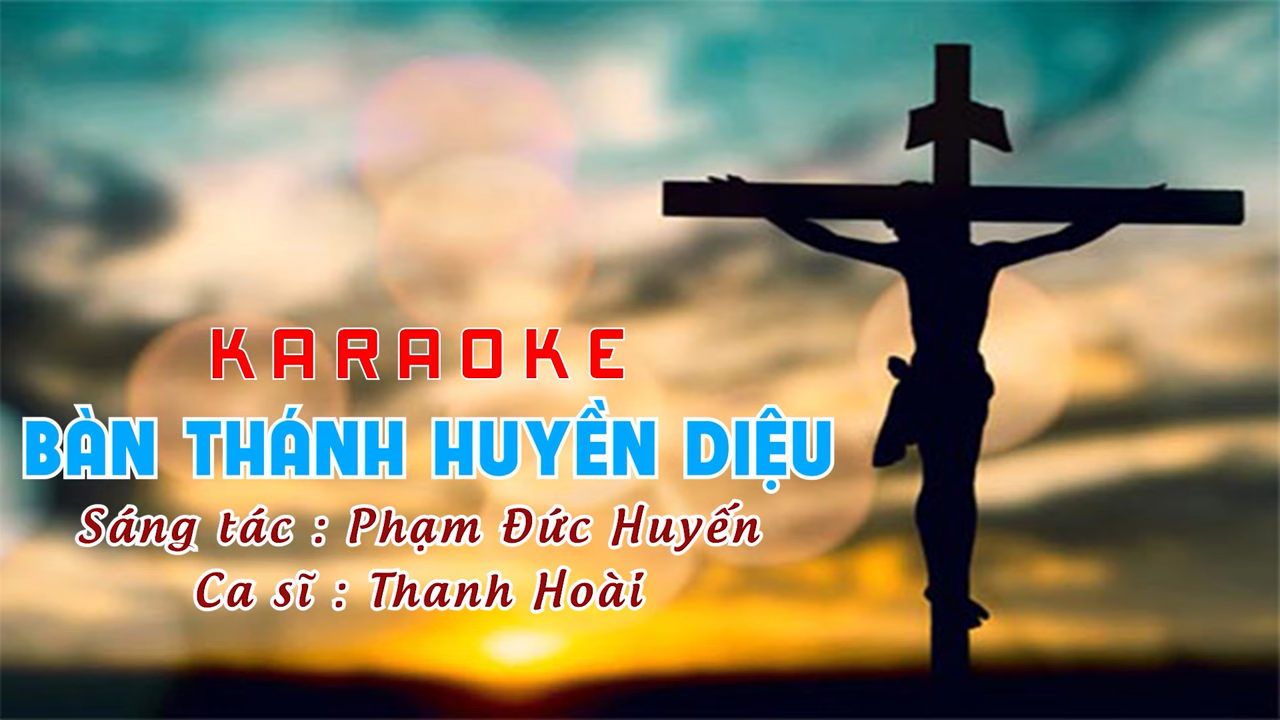 KARAOKE
BÀN THÁNH HUYỀN DIỆU
Sáng tác : Phạm Đức Huyến
Ca sĩ : Thanh Hoài